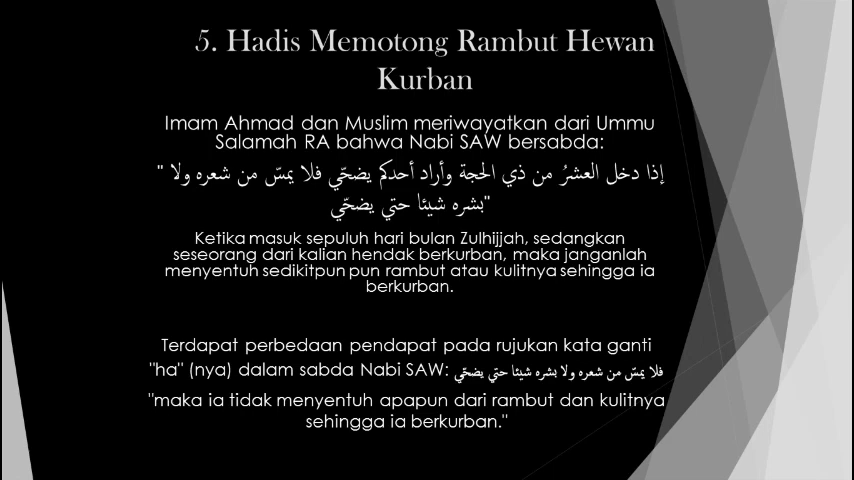 5. Hadis Memotong Rambut Hewan
Kurban
Imam Ahmad dan Muslim meriwayatkan dari Ummu
Salamah RA bahwa Nabi SAW bersabda:
إذا دخل العشرُ من ذي الحجة وأراد أحدكم يضحّي فلا يمسّ من شعره ولا "
"بشره شيئا حتي يضحّي
Ketika masuk sepuluh hari bulan Zulhijjah, sedangkan
seseorang dari kalian hendak berkurban, maka janganlah
menyentuh sedikitpun pun rambut atau kulitnya sehingga ia
berkurban.
Terdapat perbedaan pendapat pada rujukan kata ganti
"ha" (nya) dalam sabda Nabi SAW: فلا يمسّ من شعره ولا بشره شيئا حتي يضحّي
"maka ia tidak menyentuh apapun dari rambut dan kulitnya
sehingga ia berkurban."